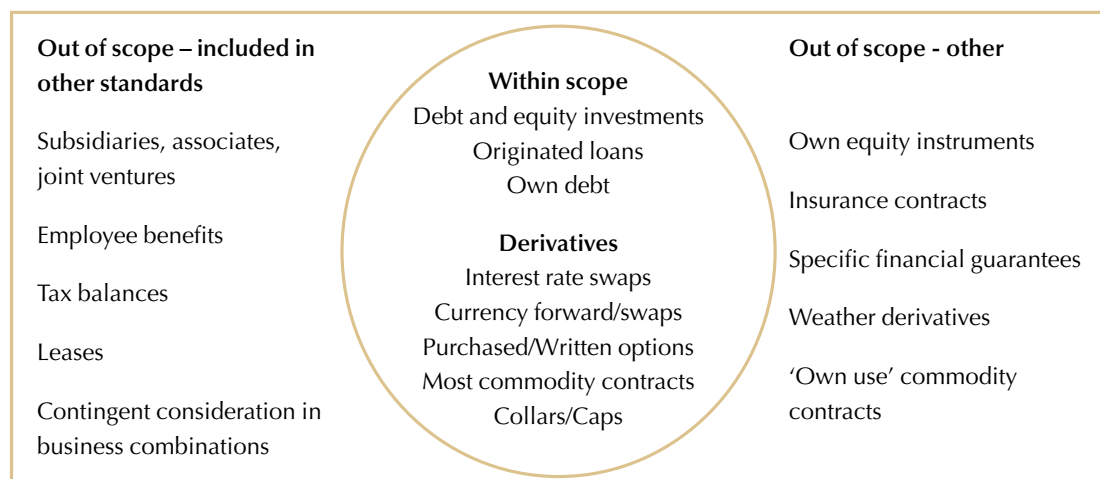 Out of scope – included in
other standards
Subsidiaries, associates,
joint ventures
Employee benefits
Tax balances
Leases
Contingent consideration in
business combinations
Within scope
Debt and equity investments
Originated loans
Own debt
Derivatives
Interest rate swaps
Currency forward/swaps
Purchased/Written options
Most commodity contracts
Collars/Caps
Out of scope - other
Own equity instruments
Insurance contracts
Specific financial guarantees
Weather derivatives
‘Own use’ commodity
contracts